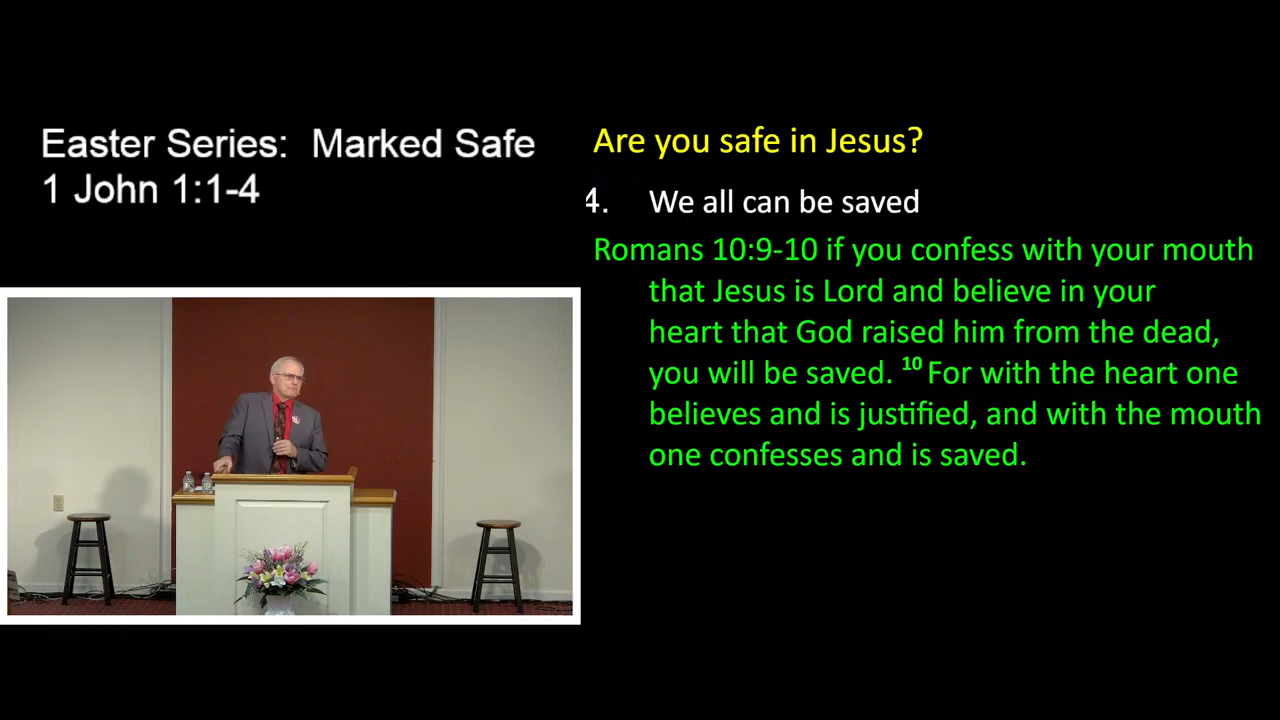 Easter Series:  Marked Safe
1 John 1:1-4
Are you safe in Jesus?
4. We all can be saved
Romans 10:9-10 if you confess with your mouth
that Jesus is Lord and believe in your
heart that God raised him from the dead,
you will be saved. 10 For with the heart one
believes and is justified, and with the mouth
one confesses and is saved.